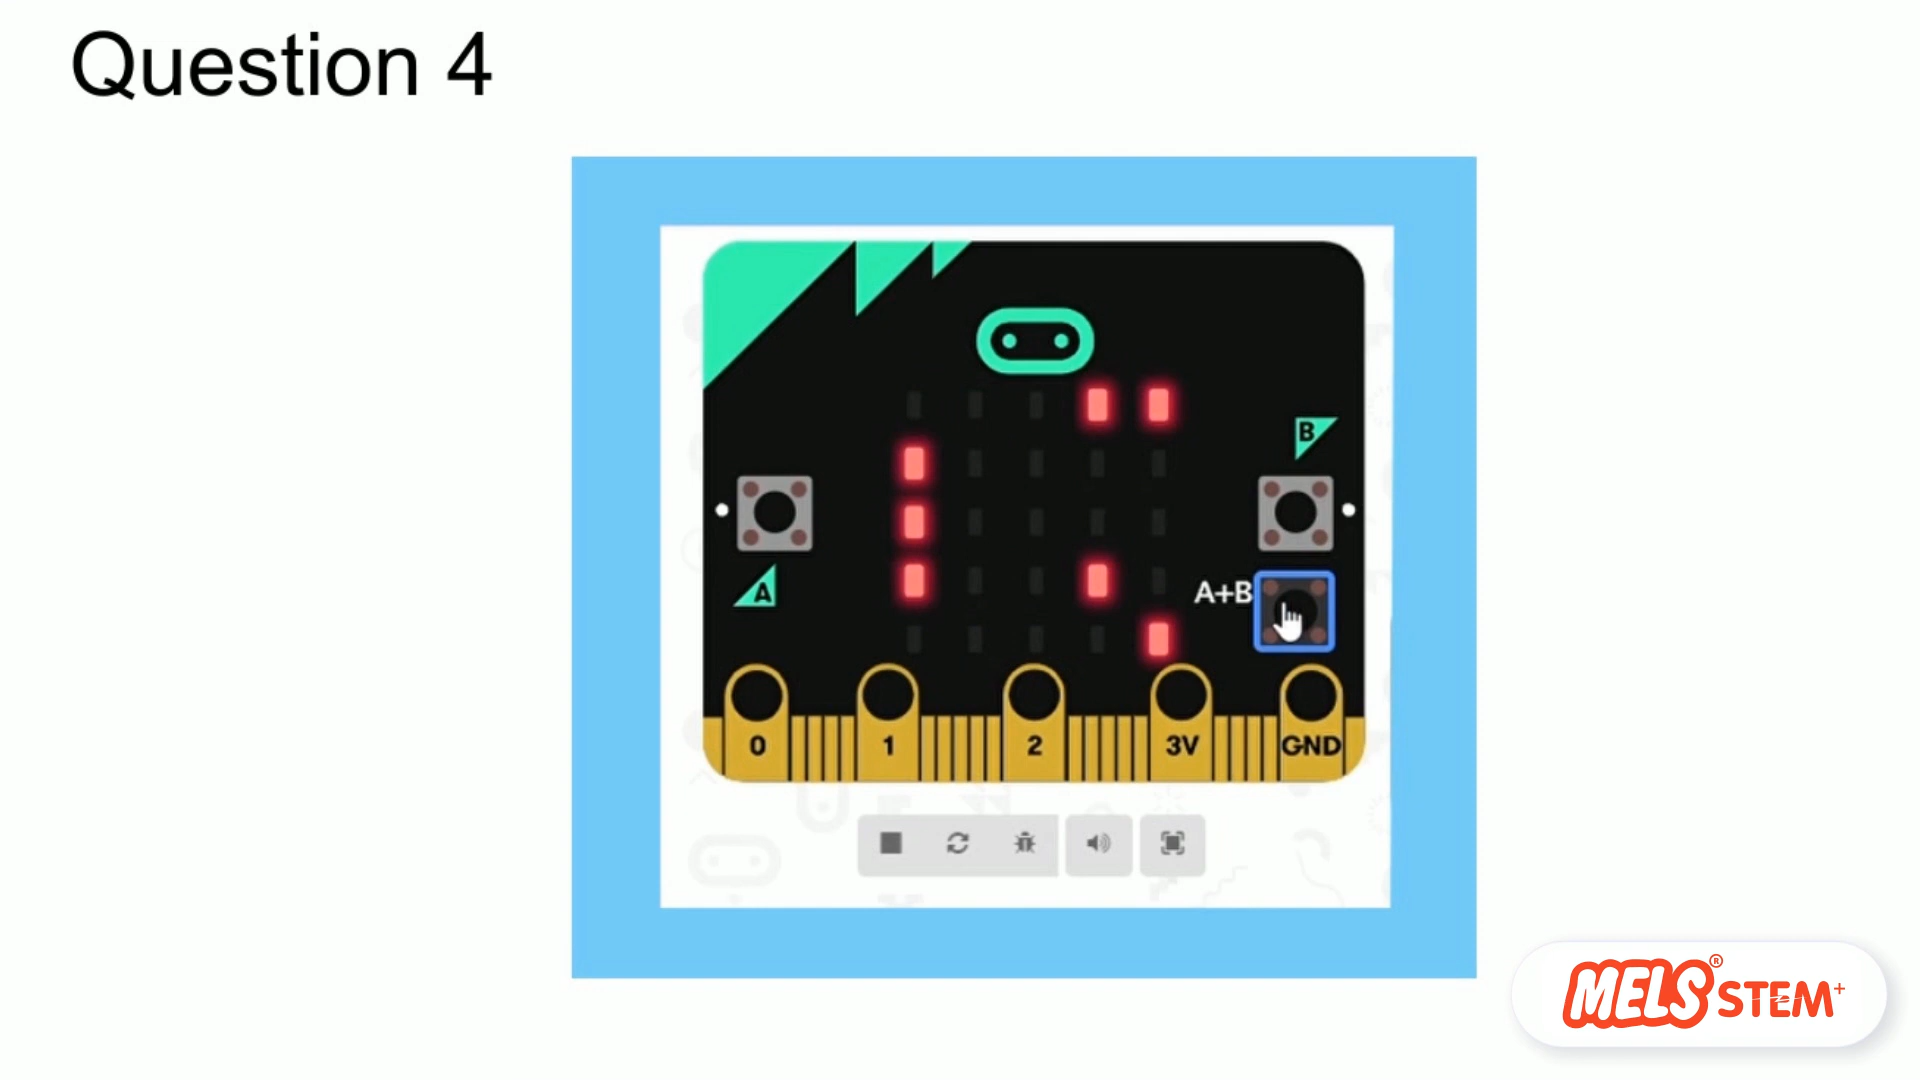 Question 4
B
A
A+B
0 1 2 3V GND
MELS® STEM+